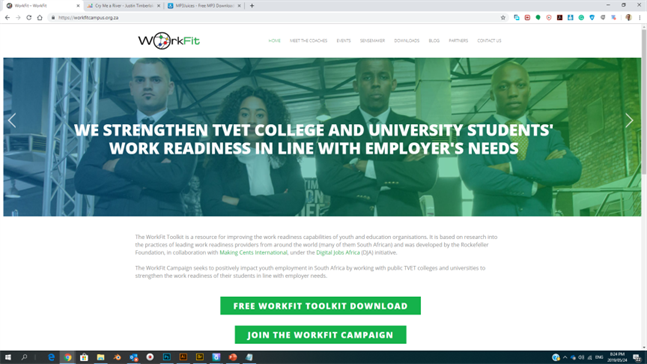 WorkFit - WorkFit
Cry Me a River - Justin Timberlak
MP3Juices - Free MP3 Downloa
https://workfitcampus.org.za
WorkFit
HOME MEET THE COACHES EVENTS DOWNLOADS BLOG PARTNERS CONTACT US
WE STRENGTHEN TVET COLLEGE AND UNIVERSITY STUDENTS'
WORK READINESS IN LINE WITH EMPLOYER'S NEEDS
The WorkFit Toolkit is a resource for improving the work readiness capabilities of youth and education organisations. It is based on research into
the practices of leading work readiness providers from around the world (many of them South African) and was developed by the Rockefeller
Foundation, in collaboration with Making Cents International, under the Digital Jobs Africa (DJA) initiative.
The WorkFit Campaign seeks to positively impact youth employment in South Africa by working with public TVET colleges and universities to
strengthen the work readiness of their students in line with employer needs.
FREE WORKFIT TOOLKIT DOWNLOAD
JOIN THE WORKFIT CAMPAIGN
ENG
6:24 PM
2019/05/24